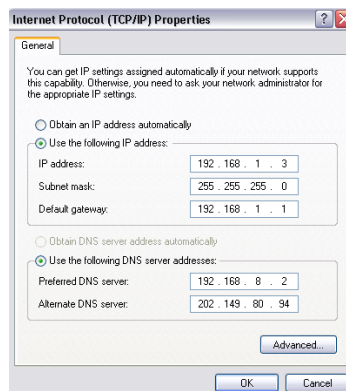 Internet Protocol (TCP/IP) Properties
General
You can get IP settings assigned automatically if your network supports
this capability. Otherwise, you need to ask your network administrator for
the appropriate IP settings.
Obtain an IP address automatically
Use the following IP address:
IP address: 192 . 168 . 1 . 3
Subnet mask: 255 . 255 . 255 . 0
Default gateway: 192 . 168 . 1 . 1
Obtain DNS server address automatically
Use the following DNS server addresses:
Preferred DNS server: 192 . 168 . 8 . 2
Alternate DNS server: 202 . 149 . 80 . 94
Advanced...
OK Cancel